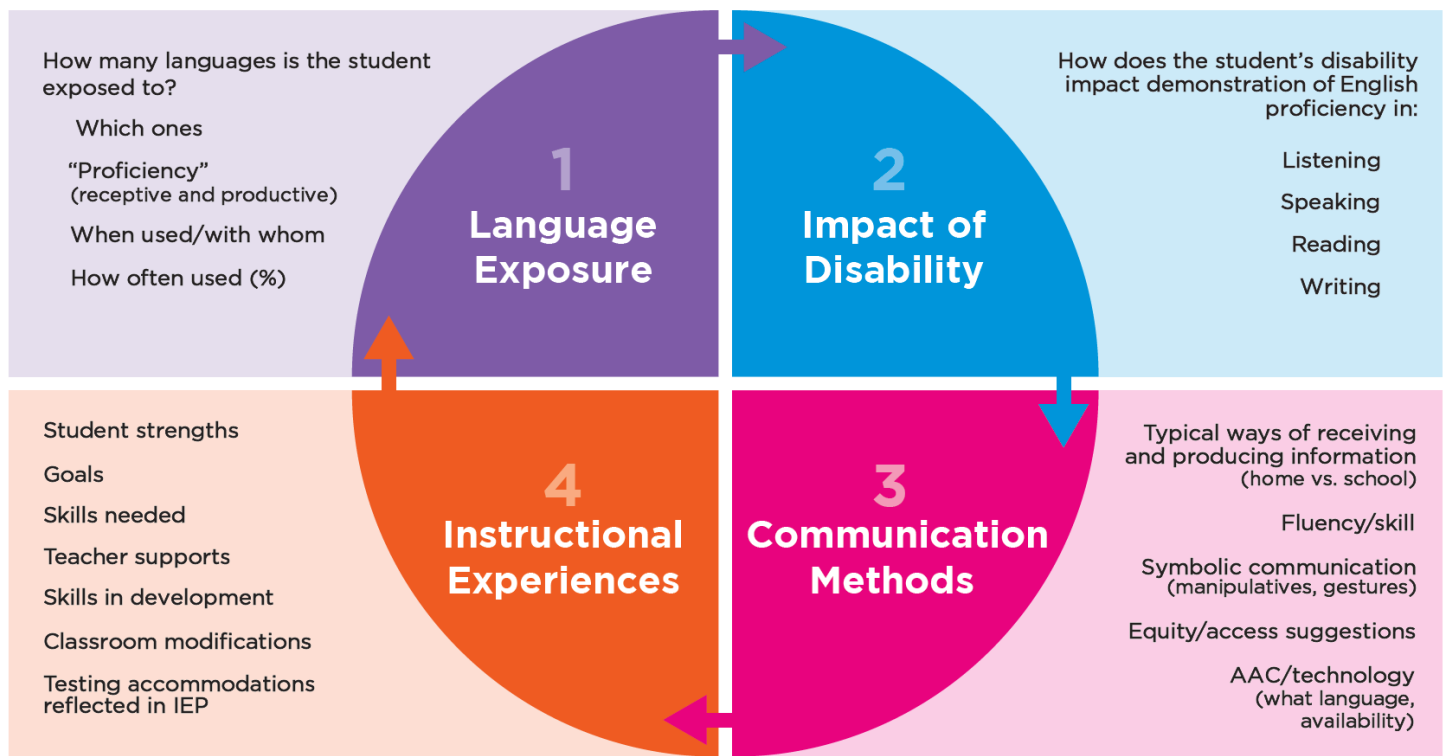 How many languages is the student
exposed to?
Which ones
“Proficiency”
(receptive and productive)
When used/with whom
How often used (%)
1
Language
Exposure
2
Impact of
Disability
How does the student’s disability
impact demonstration of English
proficiency in:
Listening
Speaking
Reading
Writing
3
Communication
Methods
Typical ways of receiving
and producing information
(home vs. school)
Fluency/skill
Symbolic communication
(manipulatives, gestures)
Equity/access suggestions
AAC/technology
(what language,
availability)
4
Instructional
Experiences
Student strengths
Goals
Skills needed
Teacher supports
Skills in development
Classroom modifications
Testing accommodations
reflected in IEP